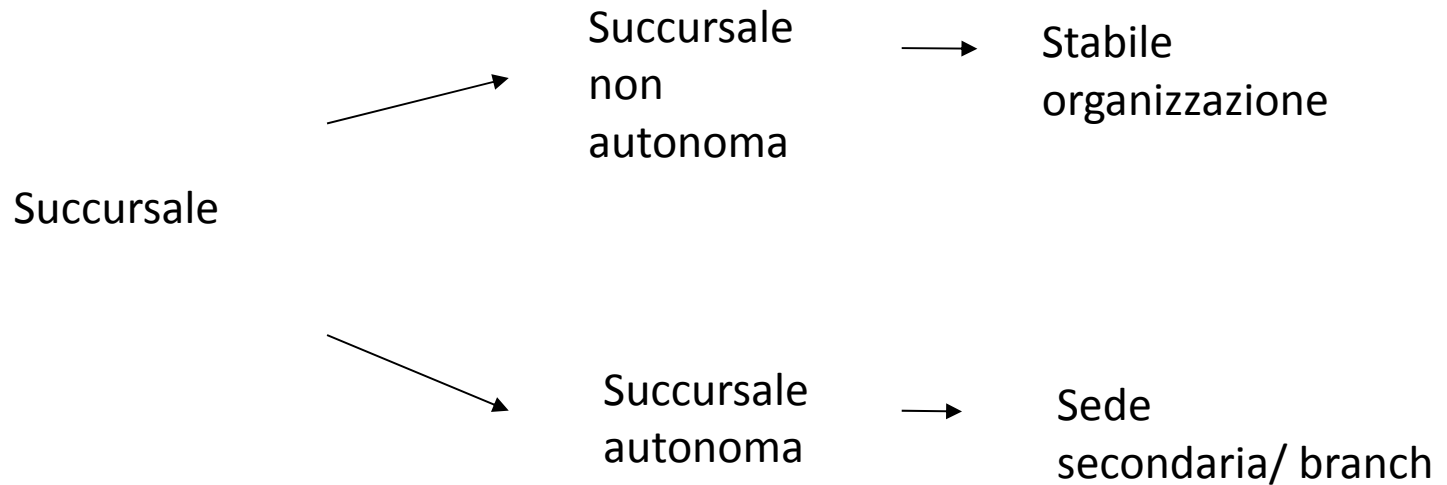 Succursale
Succursale
non
autonoma
Stabile
organizzazione
Succursale
autonoma
Sede
secondaria/ branch